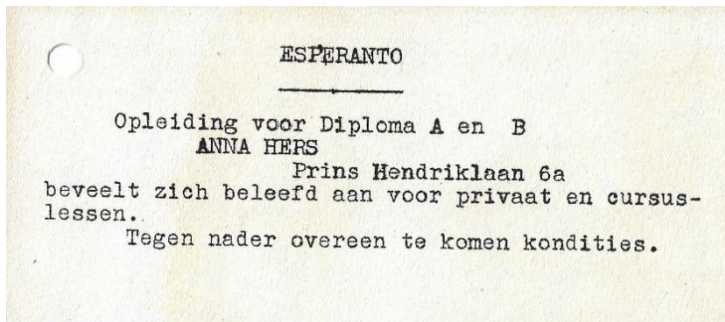 ESPERANTO
Opleiding voor Diploma A en B
ANNA HERS
Prins Hendriklaan 6a
beveelt zich beleefd aan voor privaat en cursus-
lessen.
Tegen nader overeen te komen kondities.